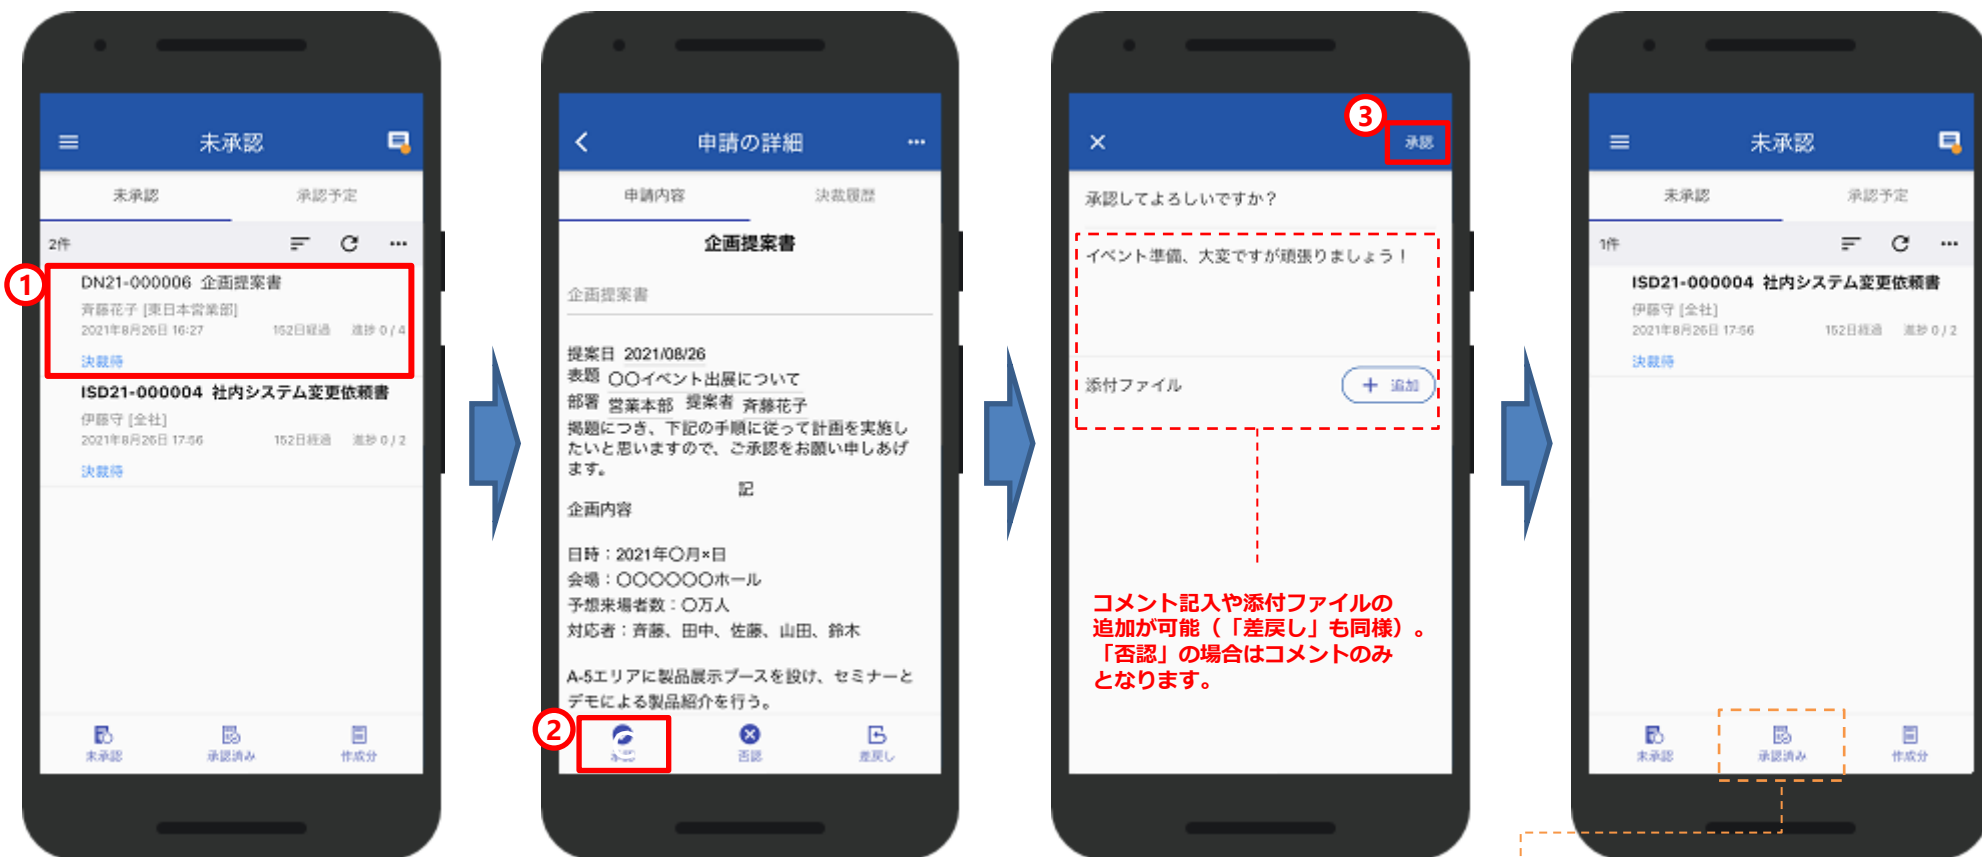 未承認
未承認 承認予定
2件
①
DN21-000006 企画提案書
斉藤花子 [東日本営業部]
2021年8月26日 16:27 152日経過 進捗 0 / 4
決裁待
ISD21-000004 社内システム変更依頼書
伊藤守 [全社]
2021年8月26日 17:56 152日経過 進捗 0 / 2
決裁待
未承認 承認済み 作成分
申請の詳細
申請内容 決裁履歴
企画提案書
企画提案書
提案日 2021/08/26
表題 〇〇イベント出展について
部署 営業本部 提案者 斉藤花子
掲題につき、下記の手順に従って計画を実施し
たいと思いますので、ご承認をお願い申しあげ
ます。
記
企画内容
日時：2021年〇月×日
会場：〇〇〇〇〇〇ホール
予想来場者数：〇万人
対応者：斉藤、田中、佐藤、山田、鈴木
A-5エリアに製品展示ブースを設け、セミナーと
デモによる製品紹介を行う。
②
否認 差戻し
③
承認
承認してよろしいですか？
イベント準備、大変ですが頑張りましょう！
添付ファイル ＋ 追加
コメント記入や添付ファイルの
追加が可能（「差戻し」も同様）。
「否認」の場合はコメントのみ
となります。
未承認
未承認 承認予定
1件
ISD21-000004 社内システム変更依頼書
伊藤守 [全社]
2021年8月26日 17:56 152日経過 進捗 0 / 2
決裁待
未承認 承認済み 作成分